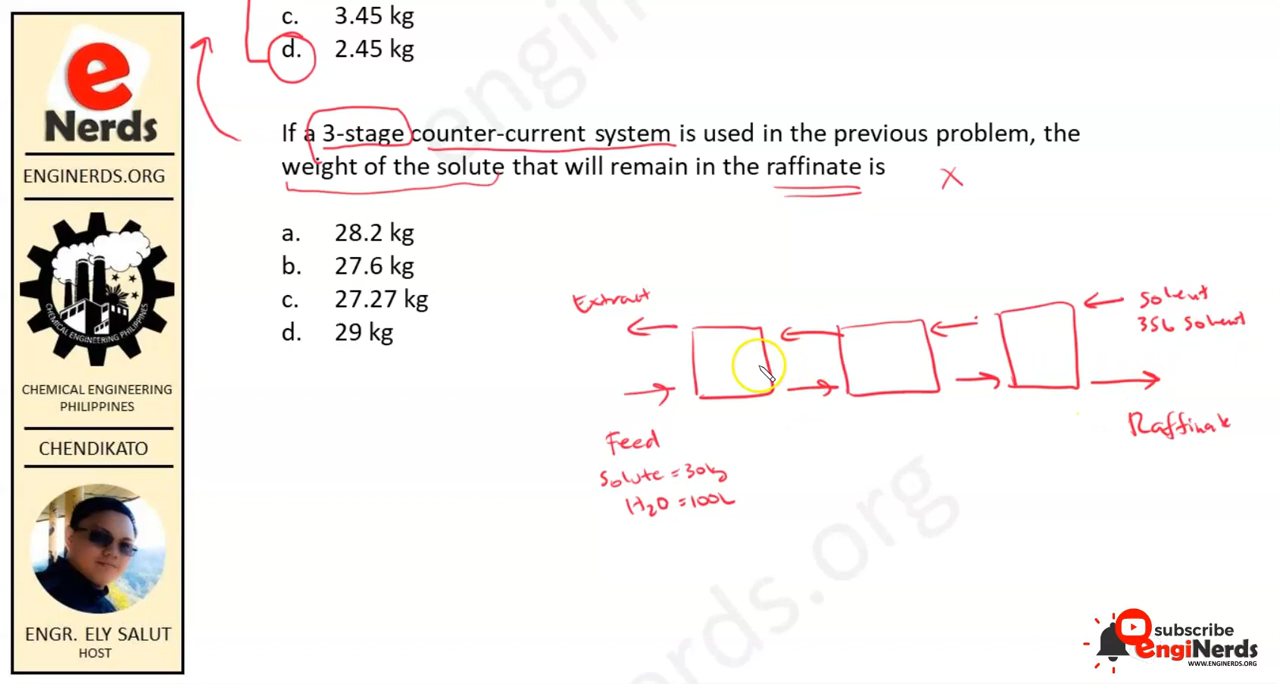 c. 3.45 kg
d. 2.45 kg
If a 3-stage counter-current system is used in the previous problem, the
weight of the solute that will remain in the raffinate is x
a. 28.2 kg
b. 27.6 kg
c. 27.27 kg
d. 29 kg
Extract
Solvent
35L Solvent
Raffinate
Feed
Solute = 30kg
H2O = 100L
e
Nerds
ENGINERDS.ORG
CHEMICAL ENGINEERING PHILIPPINES
CHEMICAL ENGINEERING
PHILIPPINES
CHENDIKATO
ENGR. ELY SALUT
HOST
engin
nerds.org
subscribe
engiNerds
WWW.ENGINERDS.ORG